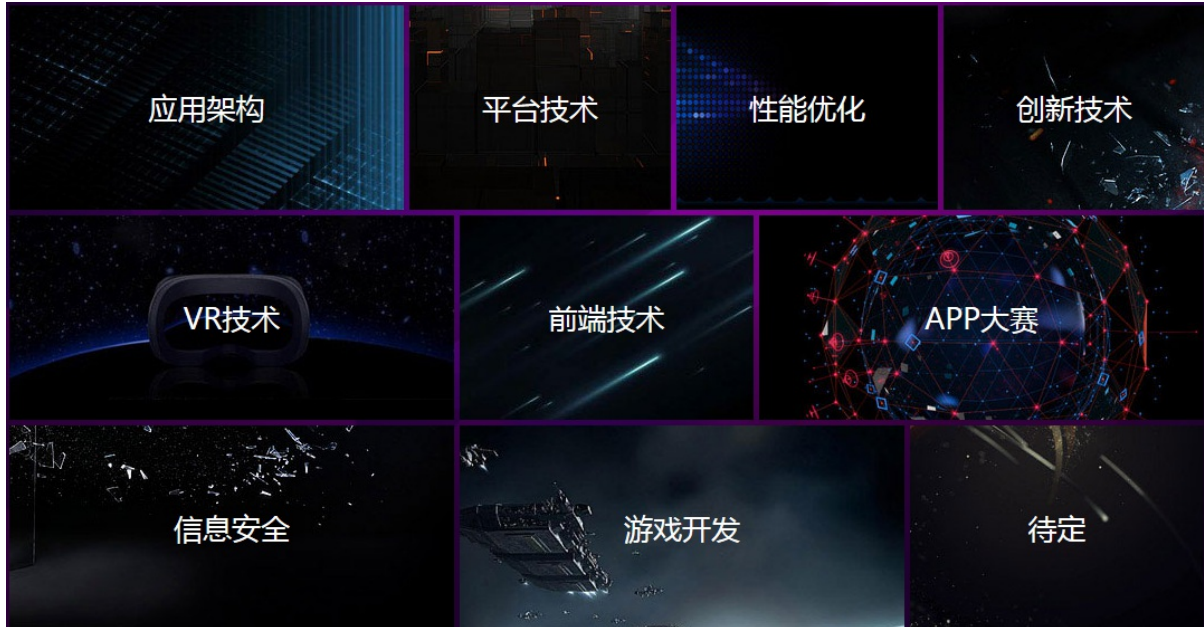 应用架构
平台技术
性能优化
创新技术
VR技术
前端技术
APP大赛
信息安全
游戏开发
待定